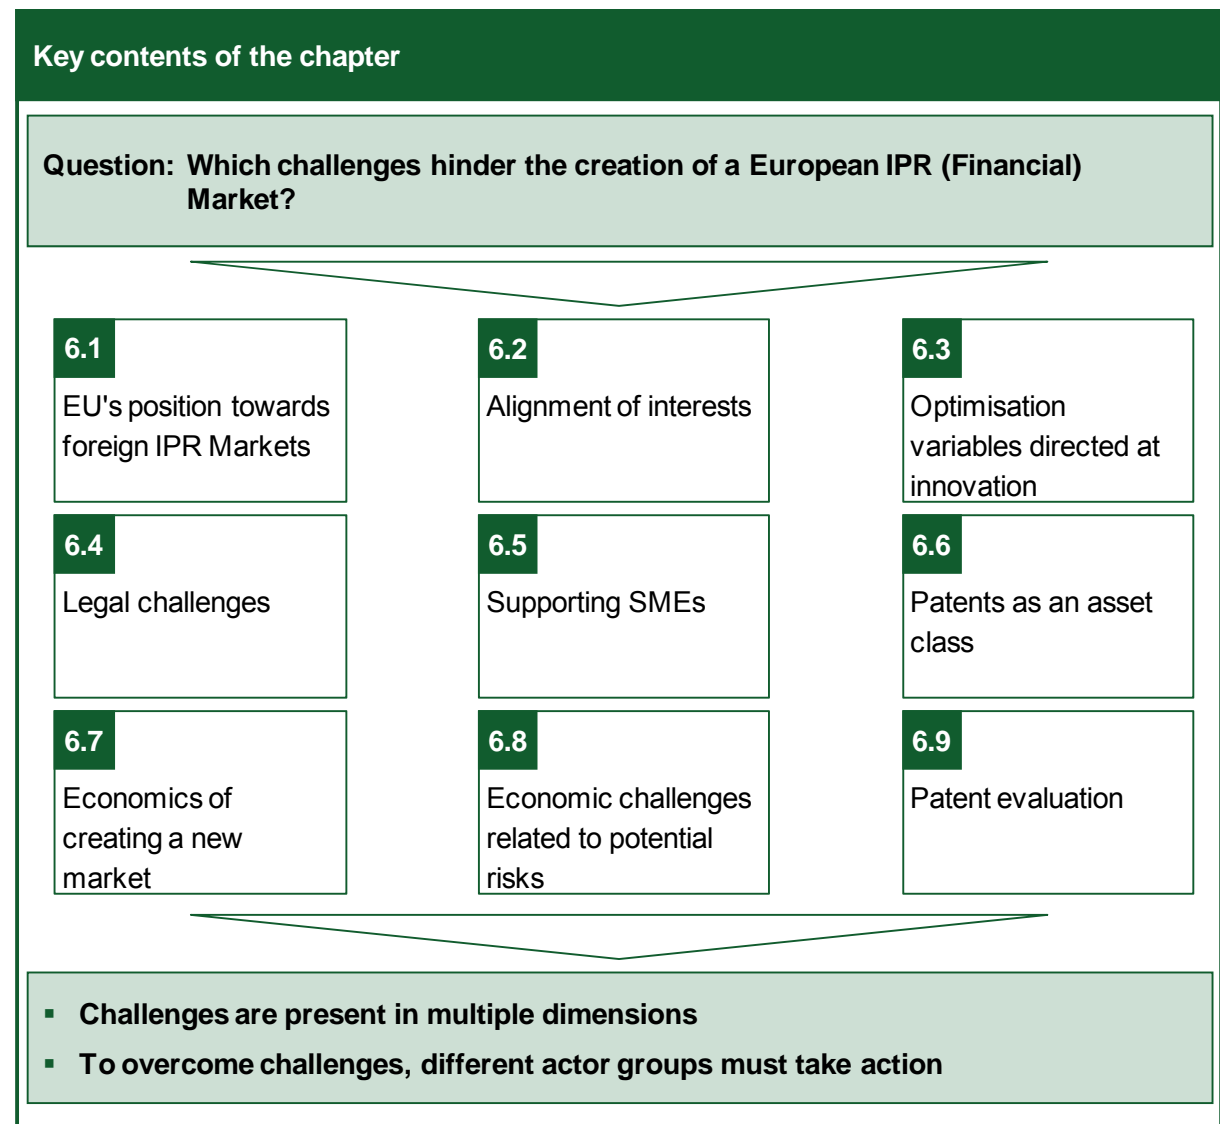 Key contents of the chapter
Question: Which challenges hinder the creation of a European IPR (Financial)
Market?
6.1
EU's position towards
foreign IPR Markets
6.2
Alignment of interests
6.3
Optimisation
variables directed at
innovation
6.4
Legal challenges
6.5
Supporting SMEs
6.6
Patents as an asset
class
6.7
Economics of
creating a new
market
6.8
Economic challenges
related to potential
risks
6.9
Patent evaluation
▪ Challenges are present in multiple dimensions
▪ To overcome challenges, different actor groups must take action